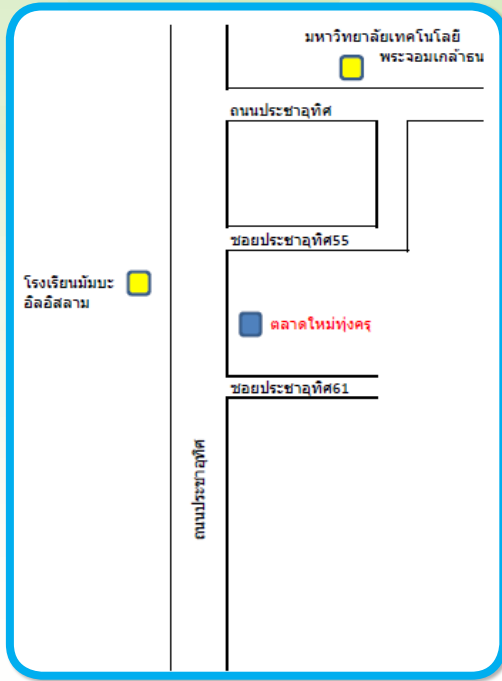 มหาวิทยาลัยเทคโนโลยี
พระจอมเกล้าธน
ถนนประชาอุทิศ
ซอยประชาอุทิศ55
โรงเรียนมัมบะ
อิลอิสลาม
ตลาดใหม่ทุ่งครุ
ซอยประชาอุทิศ61
ถนนประชาอุทิศ